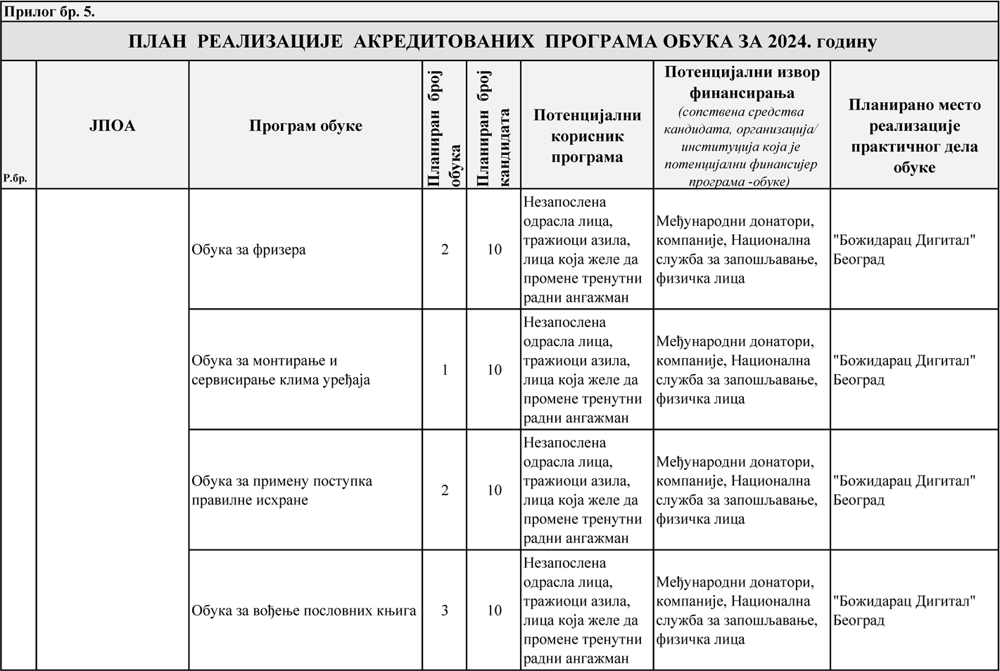 Прилог бр. 5.
ПЛАН РЕАЛИЗАЦИЈЕ АКРЕДИТОВАНИХ ПРОГРАМА ОБУКА ЗА 2024. годину
Р.бр.
ЈПОА
Програм обуке
Планиран број
обука
Планиран број
кандидата
Потенцијални
корисник
програма
Потенцијални извор
финансирања
(сопствена средства
кандидата, организација/
институција која је
потенцијални финансијер
програма -обуке)
Планирано место
реализације
практичног дела
обуке
Обука за фризера
2
10
Незапослена
одрасла лица,
тражиоци азила,
лица која желе да
промене тренутни
радни ангажман
Међународни донатори,
компаније, Национална
служба за запошљавање,
физичка лица
"Божидарац Дигитал"
Београд
Обука за монтирање и
сервисирање клима уређаја
1
10
Незапослена
одрасла лица,
тражиоци азила,
лица која желе да
промене тренутни
радни ангажман
Међународни донатори,
компаније, Национална
служба за запошљавање,
физичка лица
"Божидарац Дигитал"
Београд
Обука за примену поступка
правилне исхране
2
10
Незапослена
одрасла лица,
тражиоци азила,
лица која желе да
промене тренутни
радни ангажман
Међународни донатори,
компаније, Национална
служба за запошљавање,
физичка лица
"Божидарац Дигитал"
Београд
Обука за вођење пословних књига
3
10
Незапослена
одрасла лица,
тражиоци азила,
лица која желе да
промене тренутни
радни ангажман
Међународни донатори,
компаније, Национална
служба за запошљавање,
физичка лица
"Божидарац Дигитал"
Београд